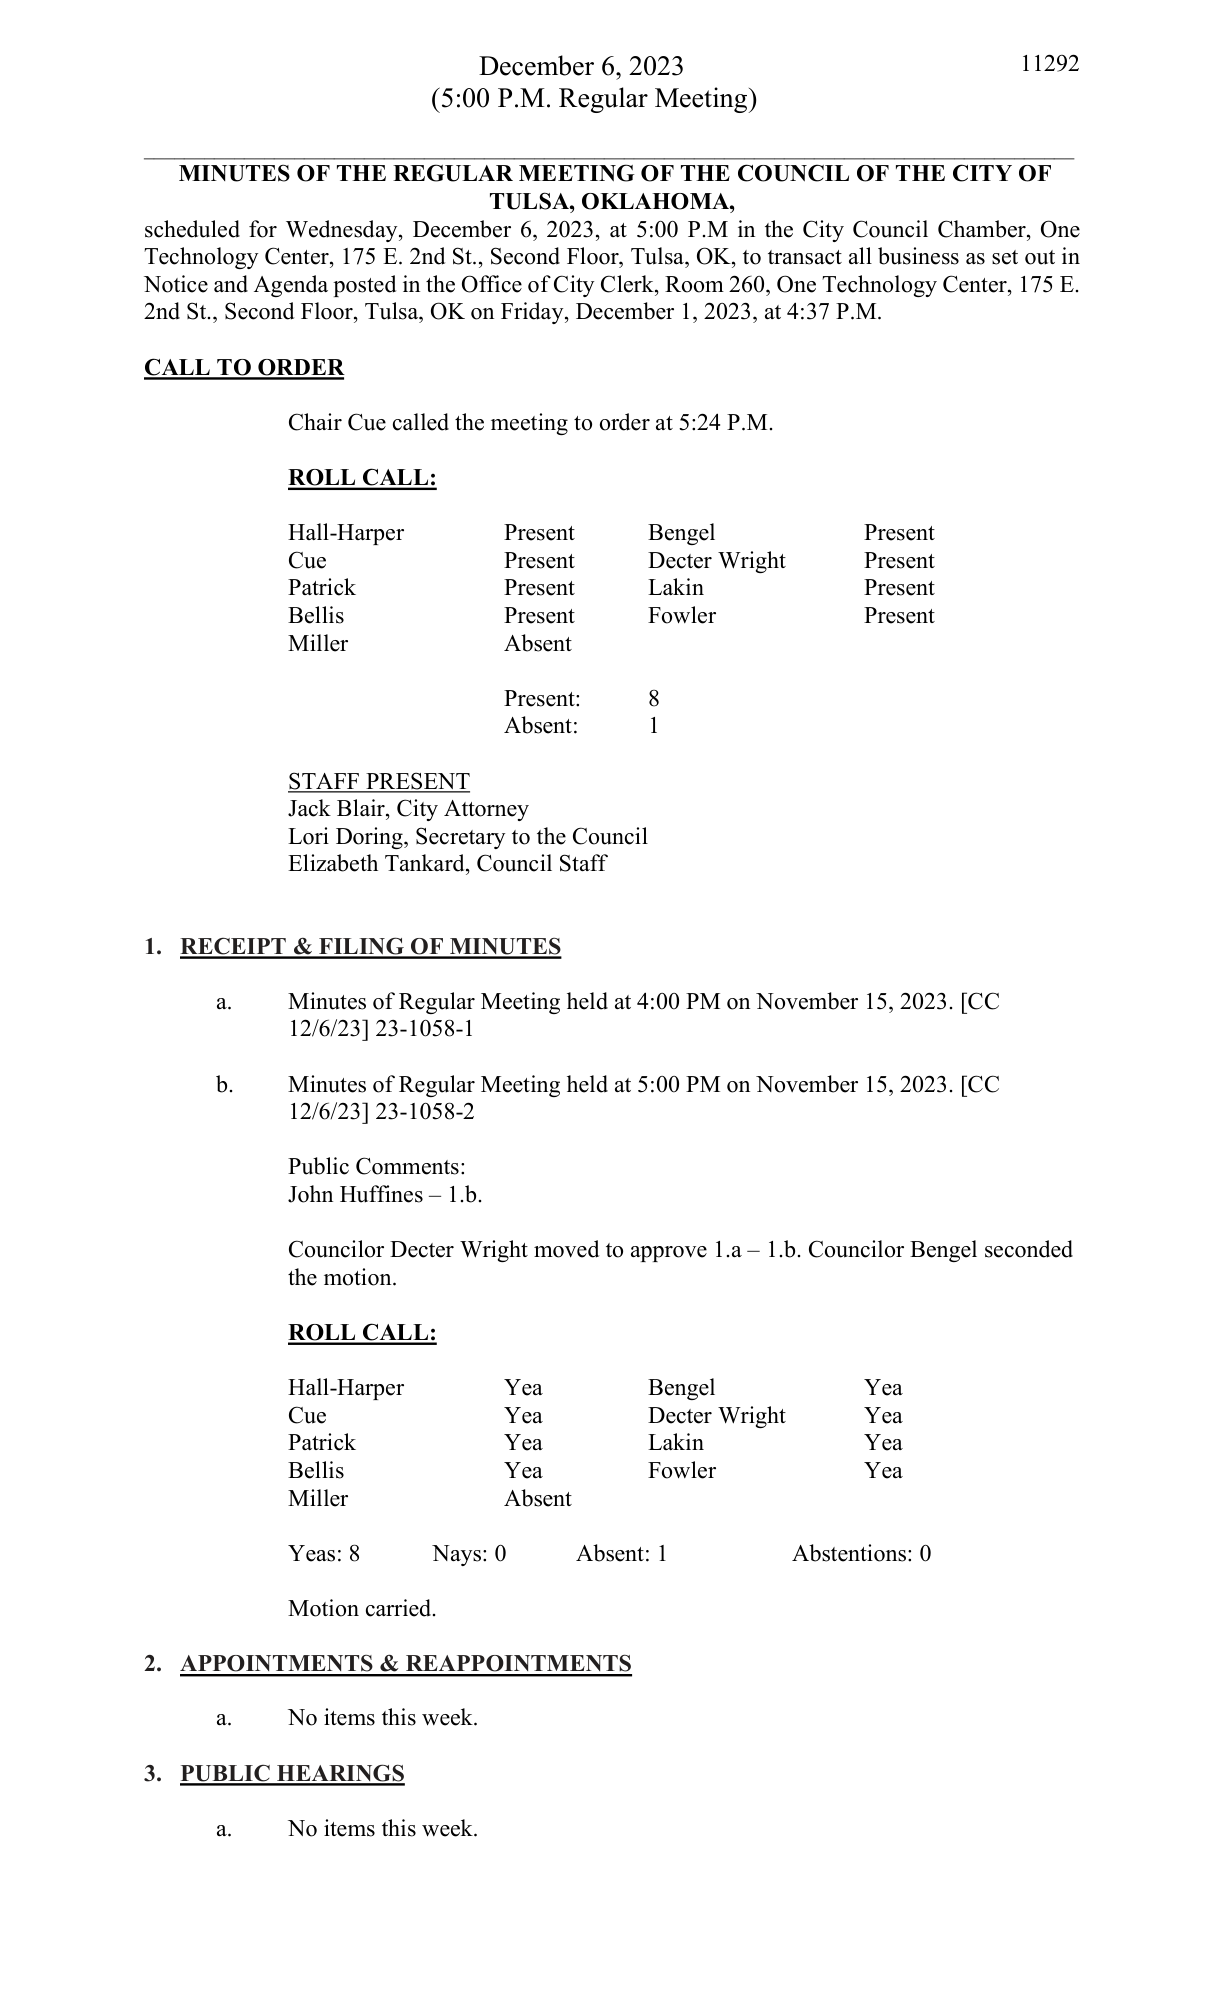 December 6, 2023 11292
(5:00 P.M. Regular Meeting)
MINUTES OF THE REGULAR MEETING OF THE COUNCIL OF THE CITY OF
TULSA, OKLAHOMA,
scheduled for Wednesday, December 6, 2023, at 5:00 P.M in the City Council Chamber, One
Technology Center, 175 E. 2nd St., Second Floor, Tulsa, OK, to transact all business as set out in
Notice and Agenda posted in the Office of City Clerk, Room 260, One Technology Center, 175 E.
2nd St., Second Floor, Tulsa, OK on Friday, December 1, 2023, at 4:37 P.M.
CALL TO ORDER
Chair Cue called the meeting to order at 5:24 P.M.
ROLL CALL:
Hall-Harper Present Bengel Present
Cue Present Decter Wright Present
Patrick Present Lakin Present
Bellis Present Fowler Present
Miller Absent
Present: 8
Absent: 1
STAFF PRESENT
Jack Blair, City Attorney
Lori Doring, Secretary to the Council
Elizabeth Tankard, Council Staff
1. RECEIPT & FILING OF MINUTES
a. Minutes of Regular Meeting held at 4:00 PM on November 15, 2023. [CC
12/6/23] 23-1058-1
b. Minutes of Regular Meeting held at 5:00 PM on November 15, 2023. [CC
12/6/23] 23-1058-2
Public Comments:
John Huffines – 1.b.
Councilor Decter Wright moved to approve 1.a – 1.b. Councilor Bengel seconded
the motion.
ROLL CALL:
Hall-Harper Yea Bengel Yea
Cue Yea Decter Wright Yea
Patrick Yea Lakin Yea
Bellis Yea Fowler Yea
Miller Absent
Yeas: 8 Nays: 0 Absent: 1 Abstentions: 0
Motion carried.
2. APPOINTMENTS & REAPPOINTMENTS
a. No items this week.
3. PUBLIC HEARINGS
a. No items this week.